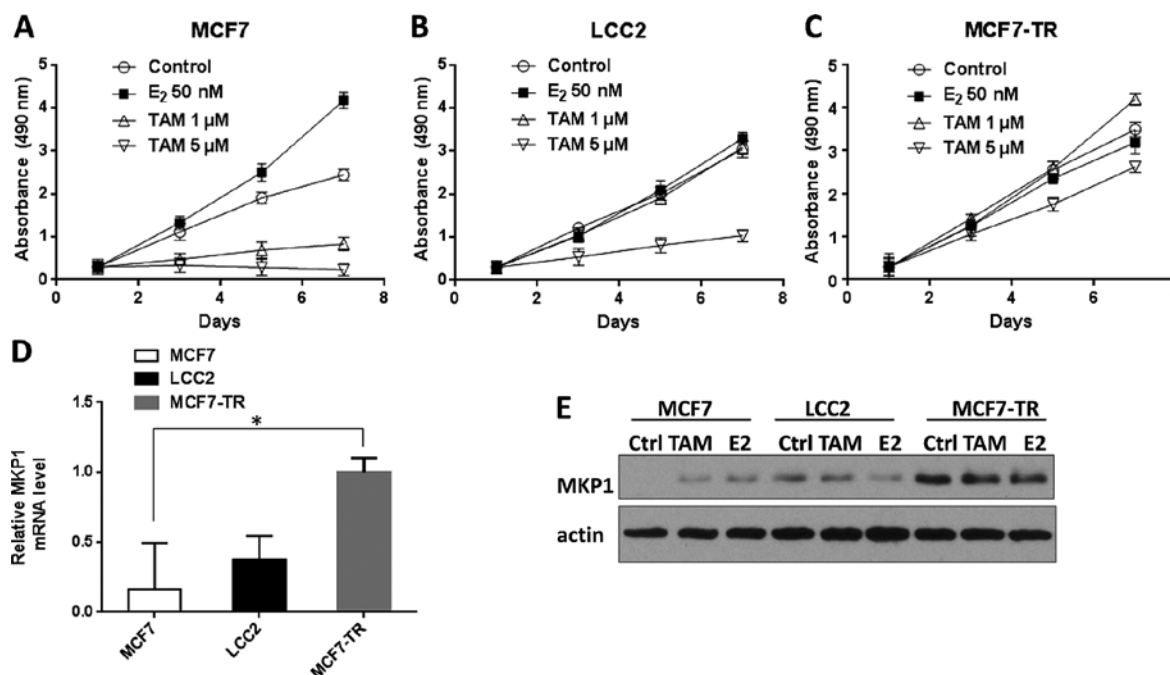 A
MCF7
Control
E₂ 50 nM
TAM 1 µM
TAM 5 µM
Absorbance (490 nm)
5
4
3
2
1
0
0 2 4 6 8
Days
B
LCC2
Control
E₂ 50 nM
TAM 1 µM
TAM 5 µM
Absorbance (490 nm)
5
4
3
2
1
0
0 2 4 6 8
Days
C
MCF7-TR
Control
E₂ 50 nM
TAM 1 µM
TAM 5 µM
Absorbance (490 nm)
5
4
3
2
1
0
0 2 4 6
Days
D
MCF7
LCC2
MCF7-TR
Relative MKP1
mRNA level
1.5
1.0
0.5
0.0
*
MCF7
LCC2
MCF7-TR
E
MCF7 LCC2 MCF7-TR
Ctrl TAM E2 Ctrl TAM E2 Ctrl TAM E2
MKP1
actin